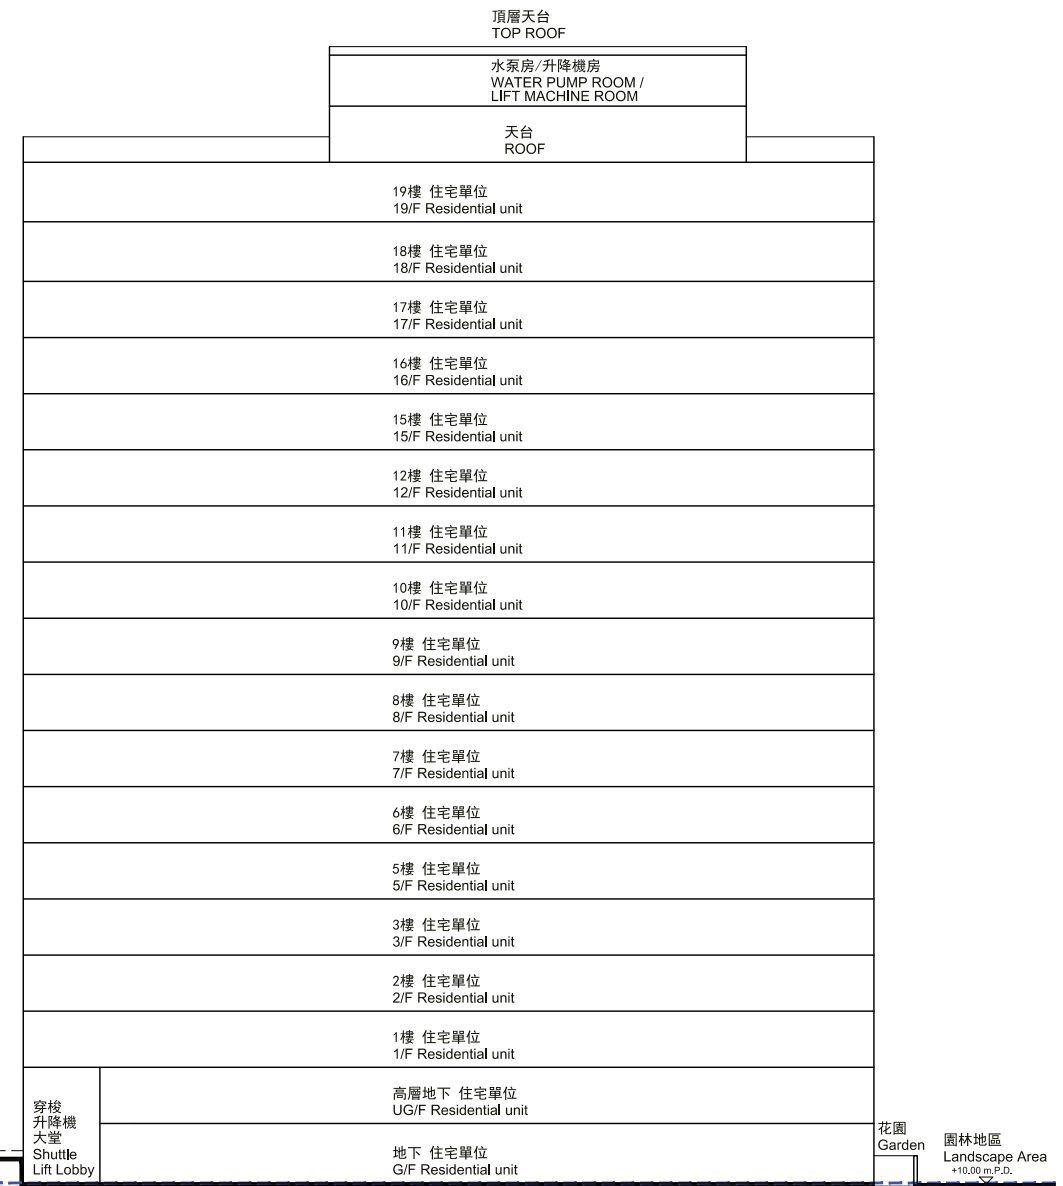 頂層天台
TOP ROOF
水泵房/升降機房
WATER PUMP ROOM /
LIFT MACHINE ROOM
天台
ROOF
19樓 住宅單位
19/F Residential unit
18樓 住宅單位
18/F Residential unit
17樓 住宅單位
17/F Residential unit
16樓 住宅單位
16/F Residential unit
15樓 住宅單位
15/F Residential unit
12樓 住宅單位
12/F Residential unit
11樓 住宅單位
11/F Residential unit
10樓 住宅單位
10/F Residential unit
9樓 住宅單位
9/F Residential unit
8樓 住宅單位
8/F Residential unit
7樓 住宅單位
7/F Residential unit
6樓 住宅單位
6/F Residential unit
5樓 住宅單位
5/F Residential unit
3樓 住宅單位
3/F Residential unit
2樓 住宅單位
2/F Residential unit
1樓 住宅單位
1/F Residential unit
高層地下 住宅單位
UG/F Residential unit
穿梭
升降機
大堂
Shuttle
Lift Lobby
地下 住宅單位
G/F Residential unit
花園
Garden
園林地區
Landscape Area
+10.00 m.P.D.